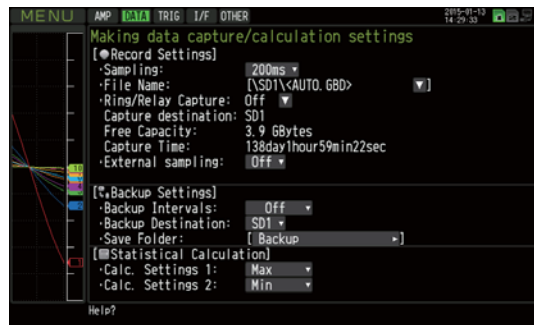 MENU AMP DATA TRIG I/F OTHER 2015-01-13
14:29:33
Making data capture/calculation settings
[●Record Settings]
·Sampling: 200ms ▾
·File Name: [\SD1\<AUTO.GBD> ▼]
·Ring/Relay Capture: Off ▼
Capture destination: SD1
Free Capacity: 3.9 GBytes
Capture Time: 138day1hour59min22sec
·External sampling: Off ▾
[Backup Settings]
·Backup Intervals: Off ▾
·Backup Destination: SD1 ▾
·Save Folder: [ Backup ▸]
[Statistical Calculation]
·Calc. Settings 1: Max ▾
·Calc. Settings 2: Min ▾
Help?